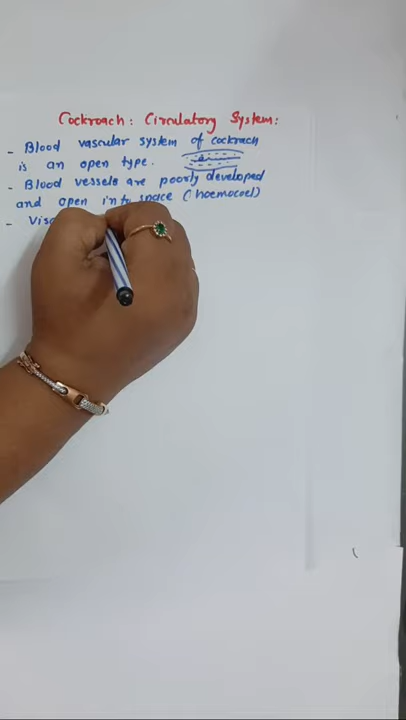 Cockroach: Circulatory System:
- Blood vascular system of cockroach
is an open type.
- Blood vessels are poorly developed
and open into space (haemocoel)
-